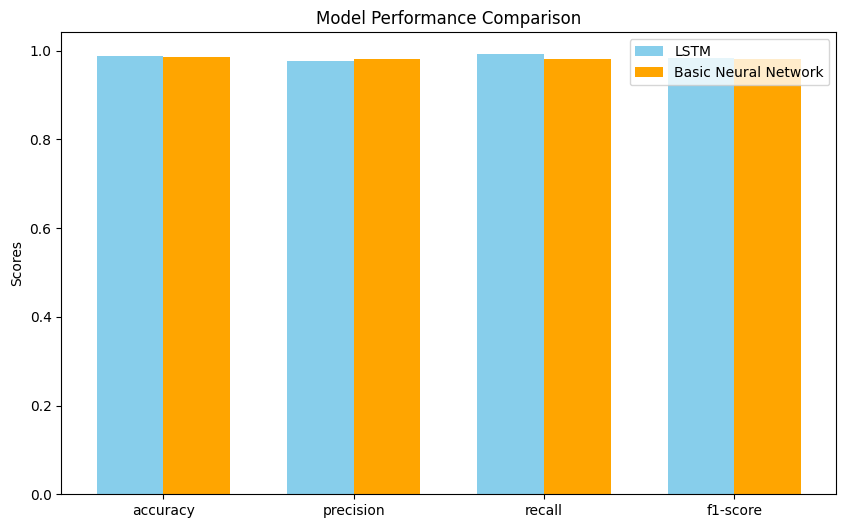 Model Performance Comparison
LSTM
Basic Neural Network
Scores
1.0
0.8
0.6
0.4
0.2
0.0
accuracy precision recall f1-score